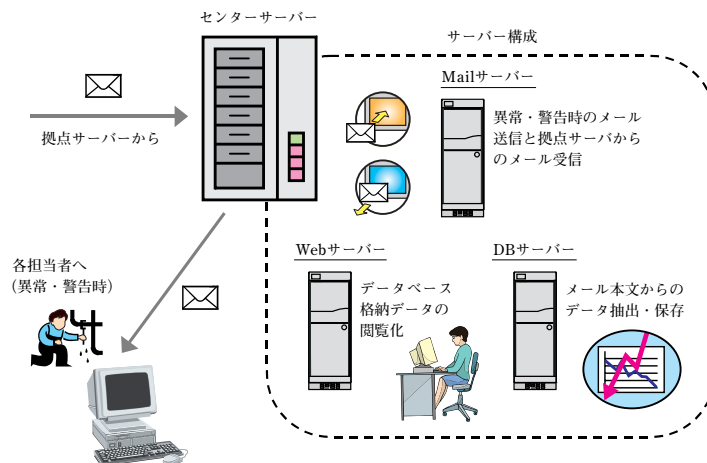 センターサーバー
サーバー構成
Mailサーバー
異常・警告時のメール
送信と拠点サーバから
のメール受信
拠点サーバーから
Webサーバー
データベース
格納データの
閲覧化
DBサーバー
メール本文からの
データ抽出・保存
各担当者へ
(異常・警告時)